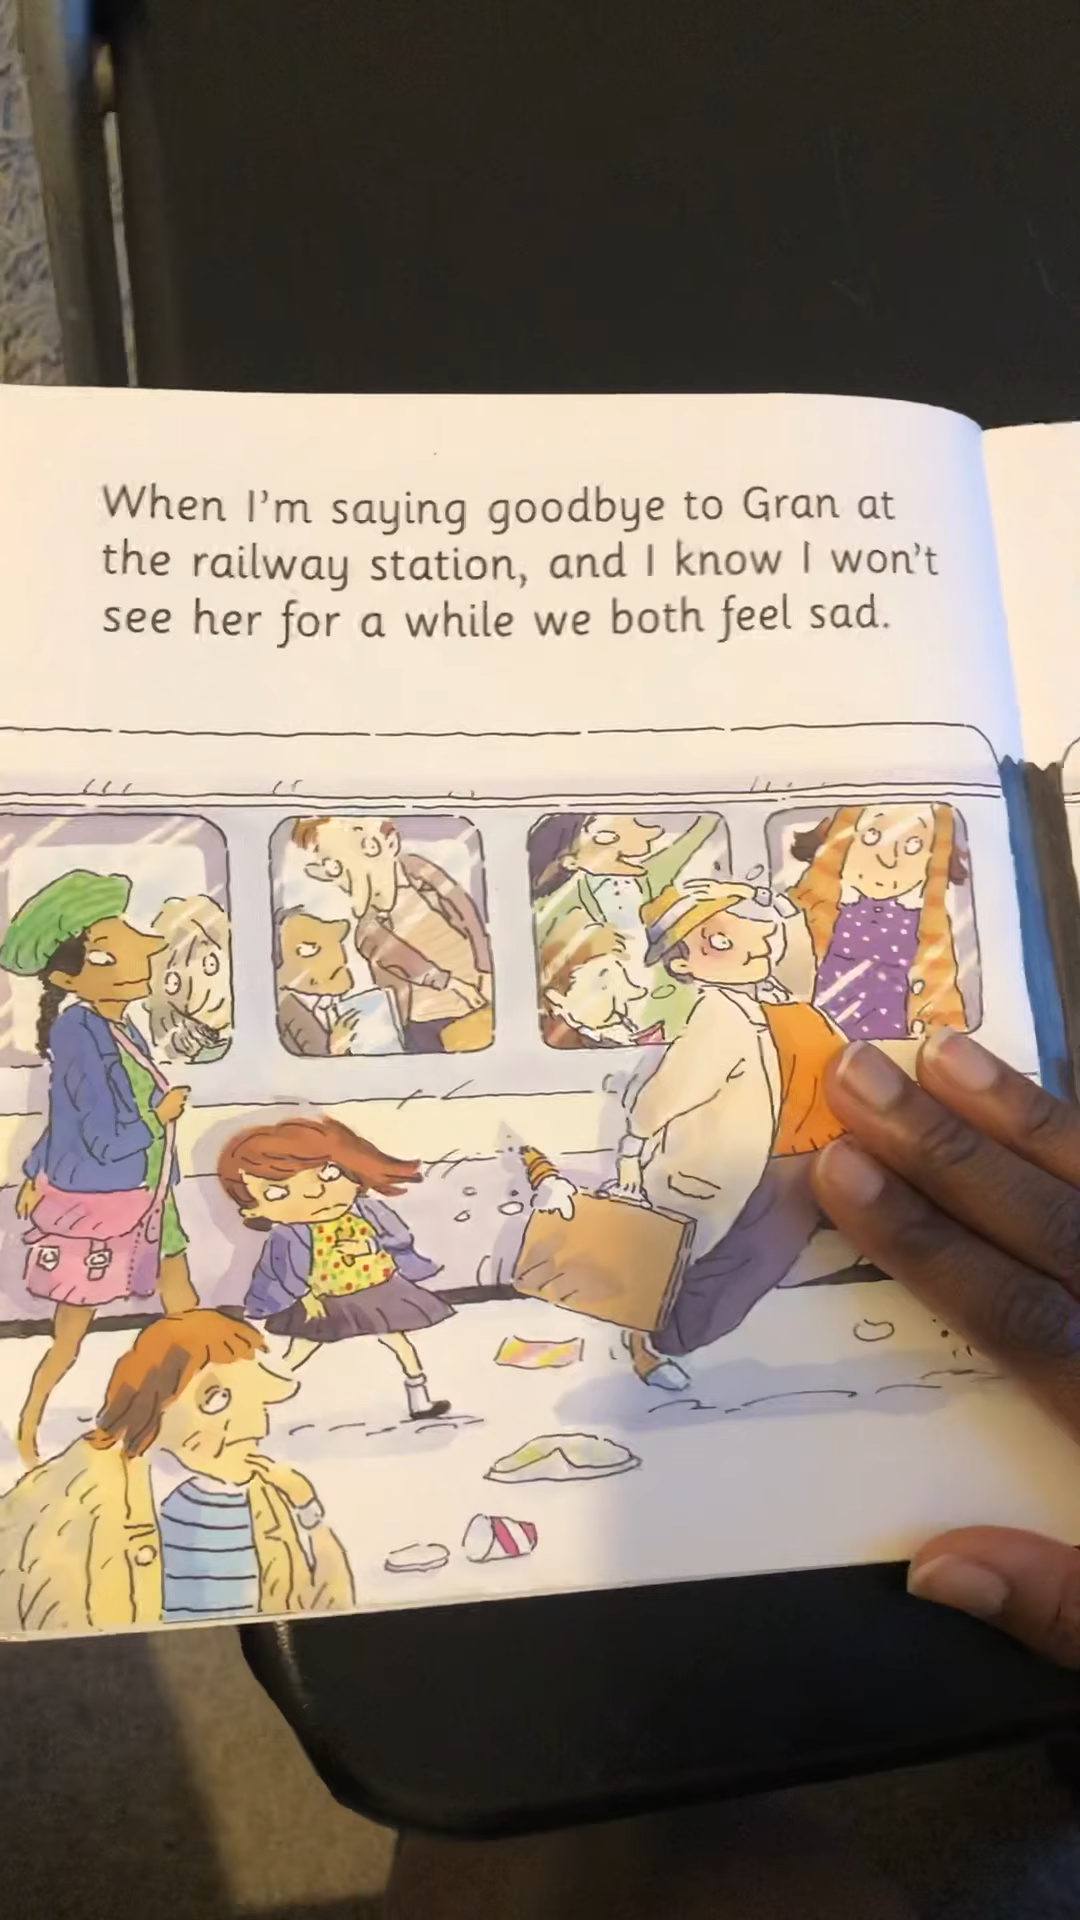 When I'm saying goodbye to Gran at
the railway station, and I know I won't
see her for a while we both feel sad.